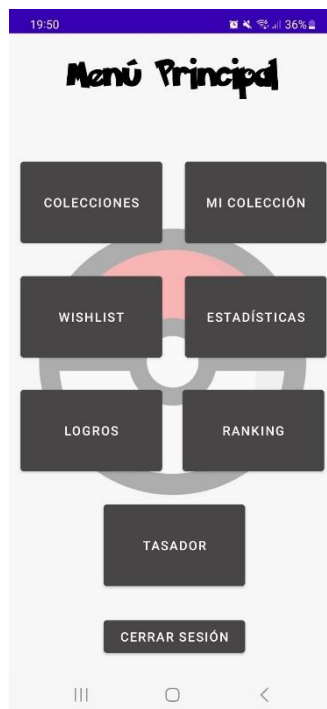 19:50 36%
Menú Principal
COLECCIONES MI COLECCIÓN
WISHLIST ESTADÍSTICAS
LOGROS RANKING
TASADOR
CERRAR SESIÓN